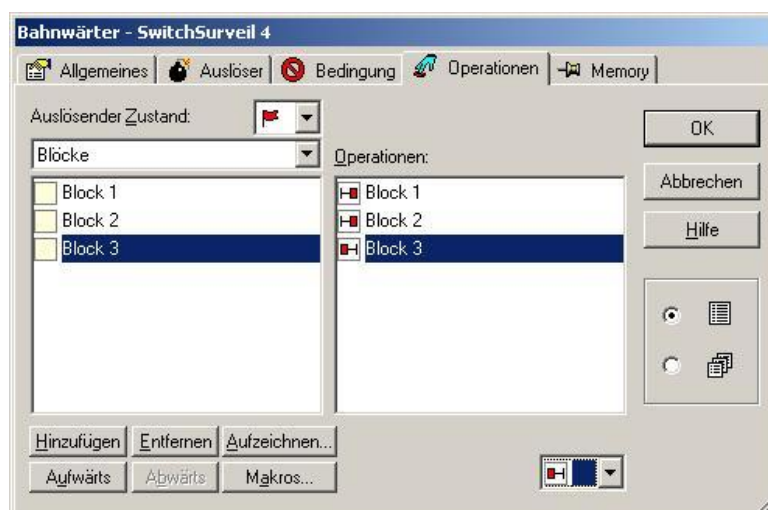 Bahnwärter - SwitchSurveil 4
Allgemeines Auslöser Bedingung Operationen Memory
Auslösender Zustand:
Blöcke
Operationen:
Block 1
Block 2
Block 3
Block 1
Block 2
Block 3
OK
Abbrechen
Hilfe
Hinzufügen Entfernen Aufzeichnen...
Aufwärts Abwärts Makros...